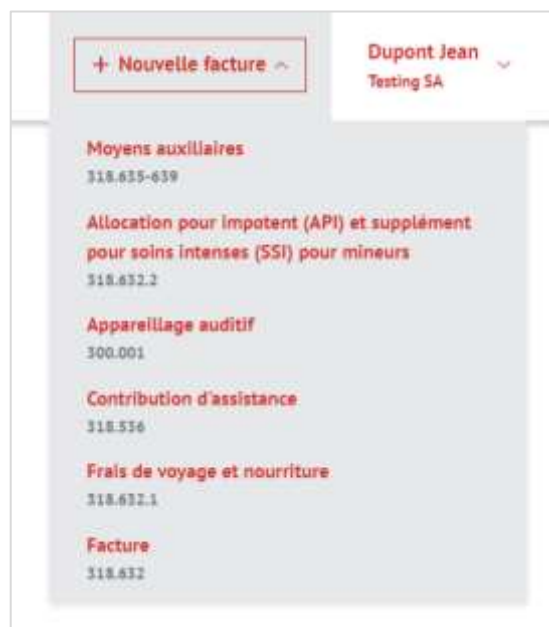 + Nouvelle facture
Dupont Jean
Testing SA
Moyens auxiliaires
318.635-639
Allocation pour impotent (API) et supplément
pour soins intenses (SSI) pour mineurs
318.632.2
Appareillage auditif
300.001
Contribution d'assistance
318.536
Frais de voyage et nourriture
318.632.1
Facture
318.632